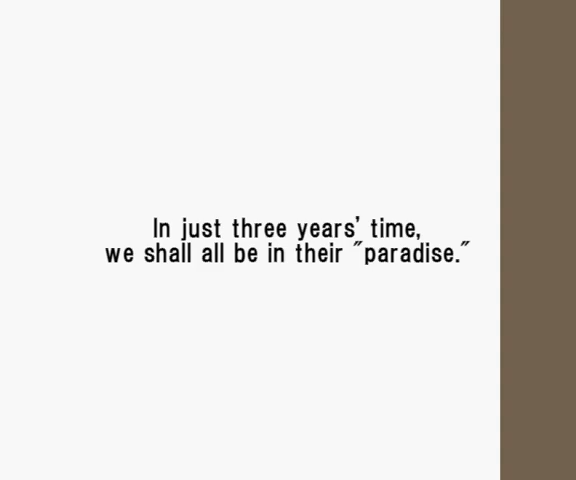 In just three years' time,
we shall all be in their "paradise."